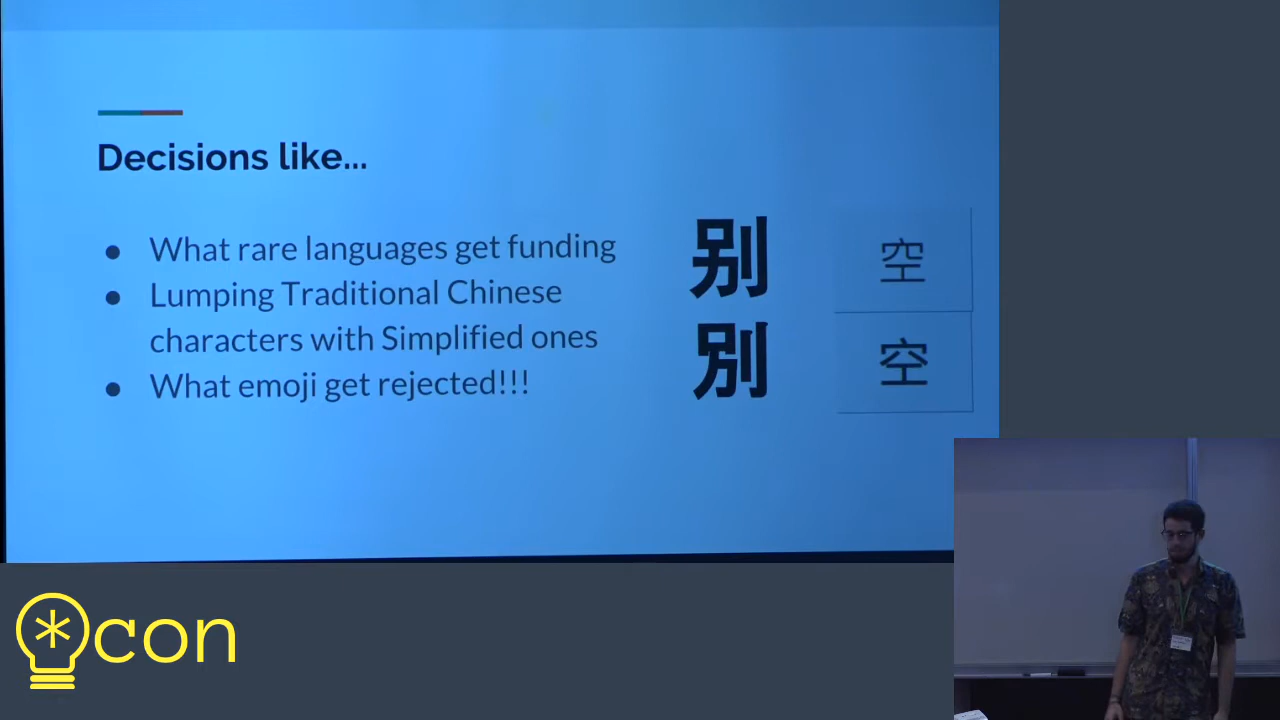 Decisions like...
What rare languages get funding
Lumping Traditional Chinese
characters with Simplified ones
What emoji get rejected!!!
别
別
空
空
*con